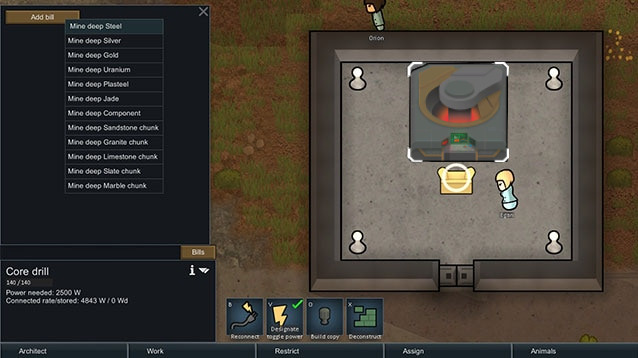 Add bill
Mine deep Steel
Mine deep Silver
Mine deep Gold
Mine deep Uranium
Mine deep Plasteel
Mine deep Jade
Mine deep Component
Mine deep Sandstone chunk
Mine deep Granite chunk
Mine deep Limestone chunk
Mine deep Slate chunk
Mine deep Marble chunk
Bills
Core drill
140 / 140
Power needed: 2500 W
Connected rate/stored: 4843 W / 0 Wd
Orion
B
Reconnect
V
Designate
toggle power
Build copy
X
Deconstruct
Architect
Work
Restrict
Assign
Animals